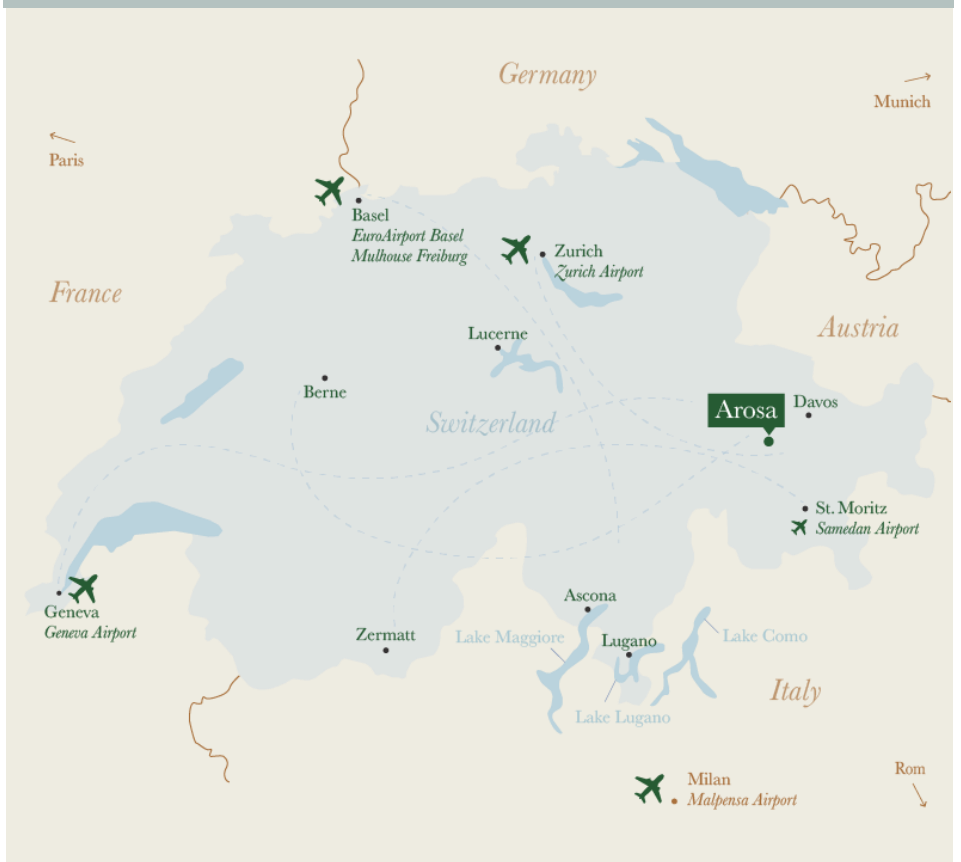 Germany
Munich
Paris
Basel
EuroAirport Basel
Mulhouse Freiburg
Zurich
Zurich Airport
France
Austria
Lucerne
Berne
Switzerland
Arosa
Davos
St. Moritz
Samedan Airport
Geneva
Geneva Airport
Zermatt
Ascona
Lake Maggiore
Lugano
Lake Como
Italy
Lake Lugano
Rom
Milan
Malpensa Airport